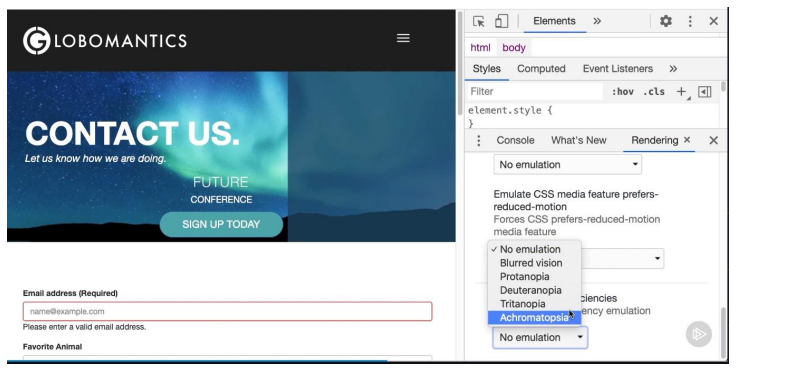 GLOBOMANTICS
CONTACT US.
Let us know how we are doing.
FUTURE
CONFERENCE
SIGN UP TODAY
Email address (Required)
name@example.com
Please enter a valid email address.
Favorite Animal
Elements »
html body
Styles Computed Event Listeners »
Filter :hov .cls +
element.style {
}
Console What's New Rendering ×
No emulation
Emulate CSS media feature prefers-
reduced-motion
Forces CSS prefers-reduced-motion
media feature
✓ No emulation
Blurred vision
Protanopia
Deuteranopia
Tritanopia
Achromatopsia
ciencies
ency emulation
No emulation